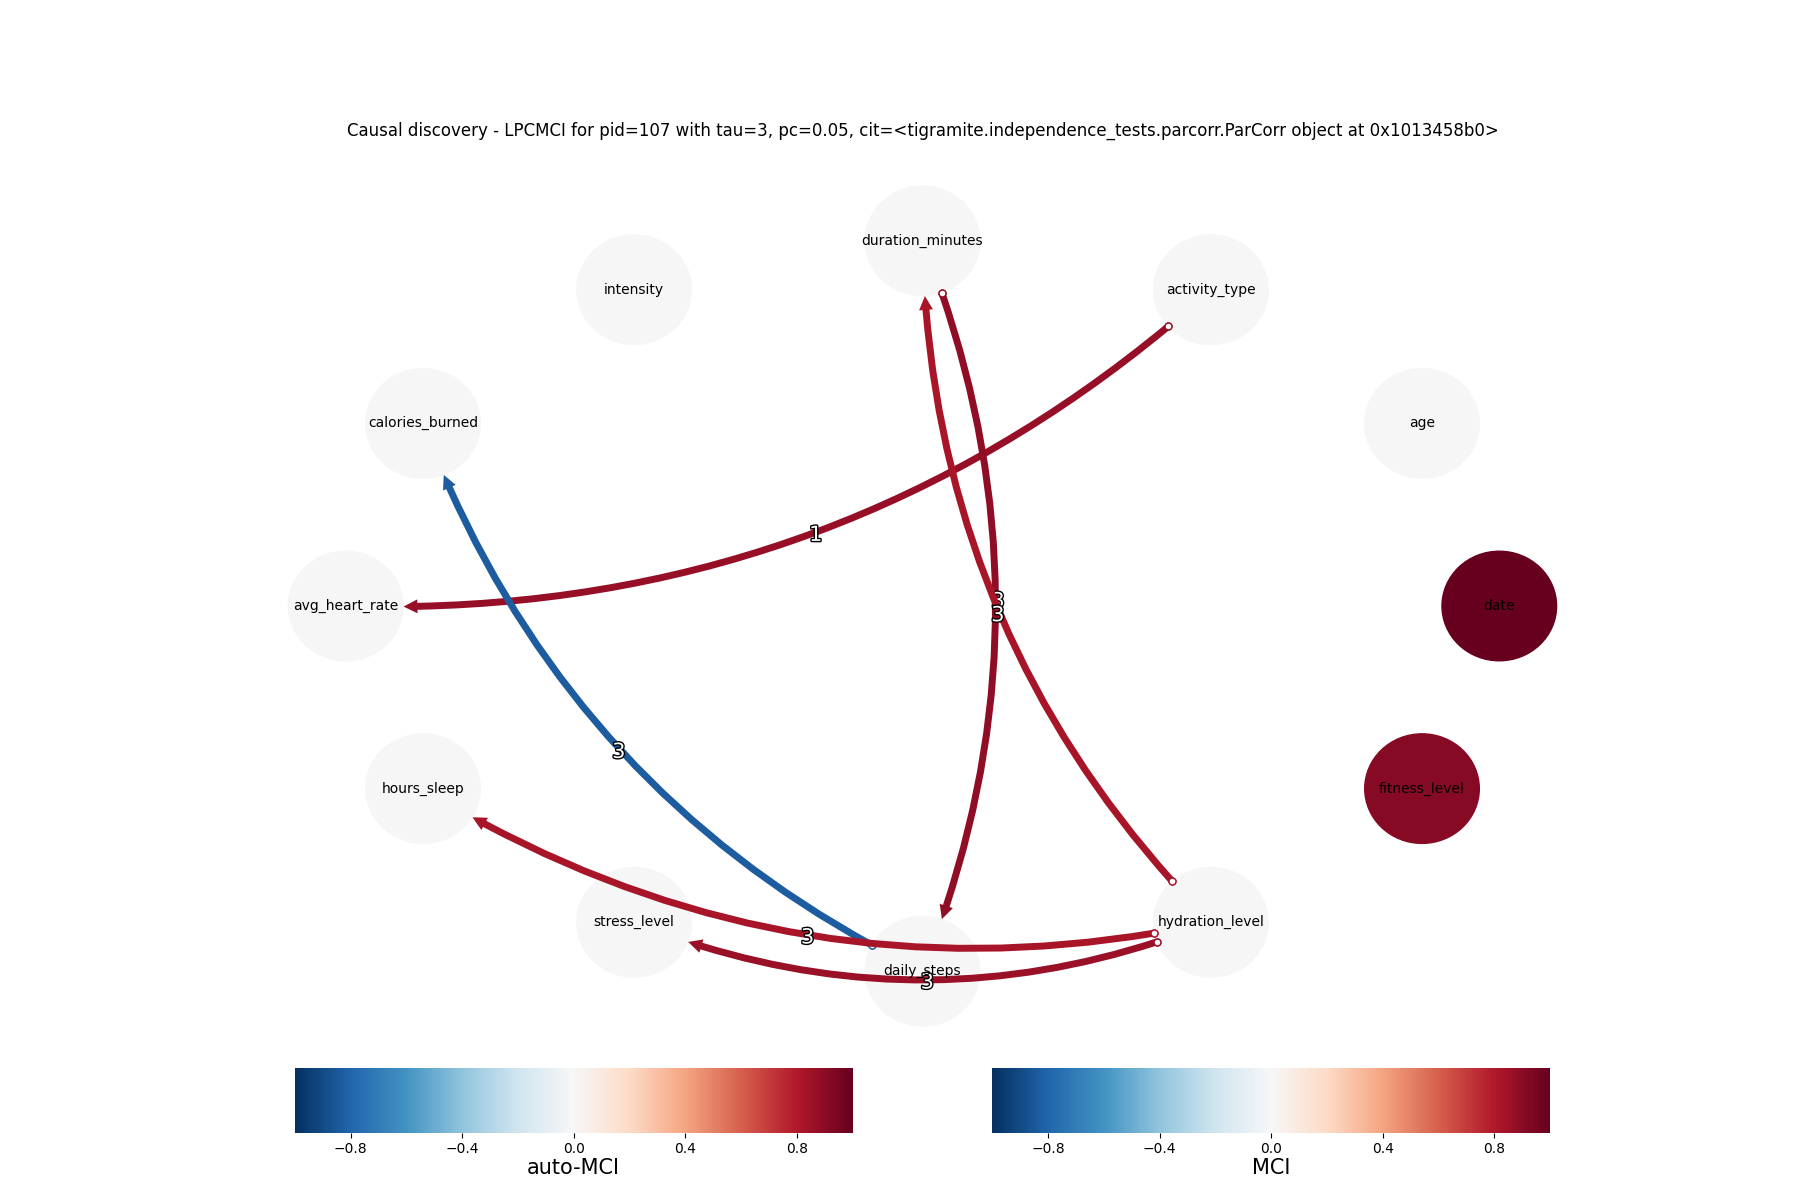 Causal discovery - LPCMCI for pid=107 with tau=3, pc=0.05, cit=<tigramite.independence_tests.parcorr.ParCorr object at 0x1013458b0>
duration_minutes
intensity
activity_type
calories_burned
age
1
avg_heart_rate
date
3
3
3
hours_sleep
fitness_level
stress_level
hydration_level
3
daily_steps
3
−0.8 −0.4 0.0 0.4 0.8
auto-MCI
−0.8 −0.4 0.0 0.4 0.8
MCI